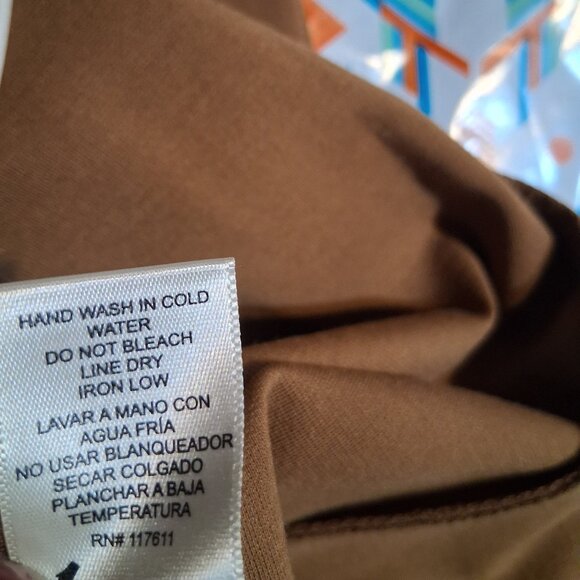 HAND WASH IN COLD
WATER
DO NOT BLEACH
LINE DRY
IRON LOW
LAVAR A MANO CON
AGUA FRÍA
NO USAR BLANQUEADOR
SECAR COLGADO
PLANCHAR A BAJA
TEMPERATURA
RN# 117611